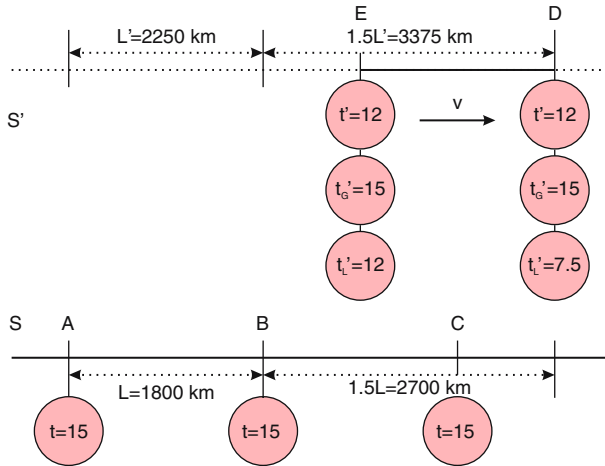 E D
L'=2250 km 1.5L'=3375 km
t'=12 t'=12
v
S'
t_G'=15 t_G'=15
t_L'=12 t_L'=7.5
S A B C
L=1800 km 1.5L=2700 km
t=15 t=15 t=15